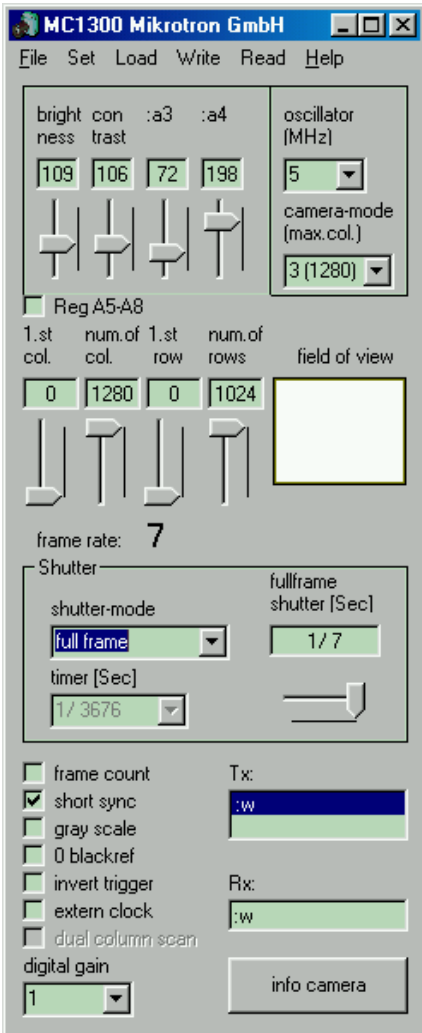 MC1300 Mikrotron GmbH
File Set Load Write Read Help
bright con :a3 :a4
ness trast
109 106 72 198
oscillator
(MHz)
5
camera-mode
(max.col.)
3 (1280)
Reg A5-A8
1.st num.of 1.st num.of
col. col. row rows
0 1280 0 1024
field of view
frame rate: 7
Shutter
shutter-mode
full frame
timer [Sec]
1/ 3676
fullframe
shutter [Sec]
1/ 7
frame count
short sync
gray scale
0 blackref
invert trigger
extern clock
dual column scan
digital gain
1
Tx:
:w
Rx:
:w
info camera